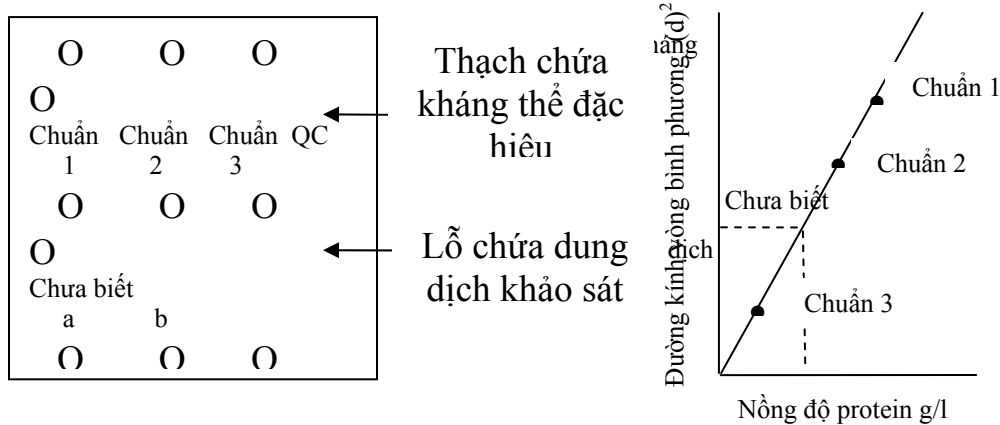 O O O
O
Chuẩn Chuẩn Chuẩn QC
1 2 3
O O O
O
Chưa biết
a b
O O O
Thạch chứa
kháng thể đặc
hiệu
Lỗ chứa dung
dịch khảo sát
Đường kính vòng bình phương (d)²
Chuẩn 1
Chuẩn 2
Chưa biết
dịch
Chuẩn 3
Nồng độ protein g/l